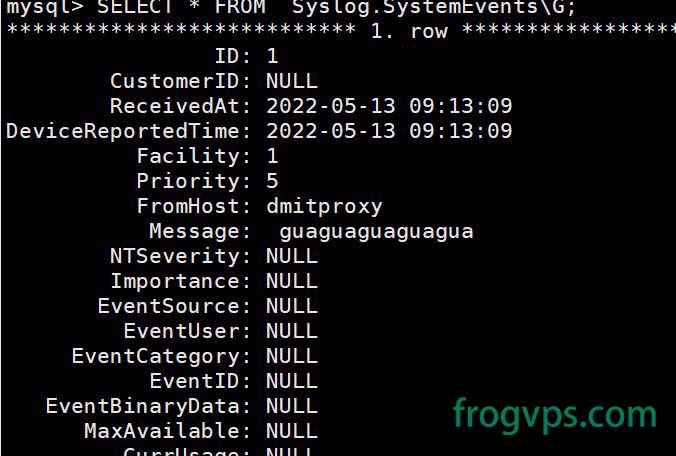 mysql> SELECT * FROM  Syslog.SystemEvents\G;
*************************** 1. row *****************
ID: 1
CustomerID: NULL
ReceivedAt: 2022-05-13 09:13:09
DeviceReportedTime: 2022-05-13 09:13:09
Facility: 1
Priority: 5
FromHost: dmitproxy
Message:  guaguaguaguagua
NTSeverity: NULL
Importance: NULL
EventSource: NULL
EventUser: NULL
EventCategory: NULL
EventID: NULL
EventBinaryData: NULL
MaxAvailable: NULL
CurrUsage: NULL
frogvps.com